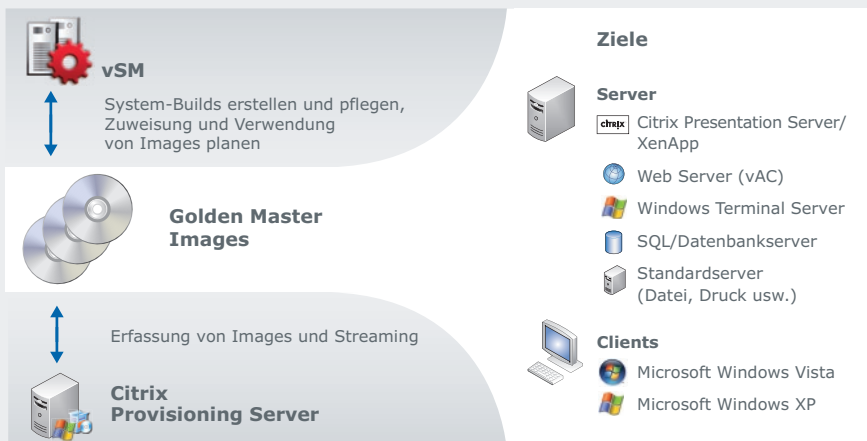 vSM
System-Builds erstellen und pflegen,
Zuweisung und Verwendung
von Images planen
Golden Master
Images
Erfassung von Images und Streaming
Citrix
Provisioning Server
Ziele
Server
CITRIX Citrix Presentation Server/
XenApp
Web Server (vAC)
Windows Terminal Server
SQL/Datenbankserver
Standardserver
(Datei, Druck usw.)
Clients
Microsoft Windows Vista
Microsoft Windows XP